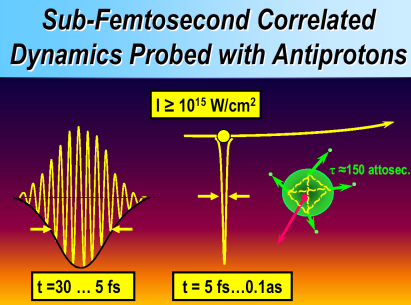 Sub-Femtosecond Correlated
Dynamics Probed with Antiprotons
I ≥ 10¹⁵ W/cm²
τ ≈150 attosec.
t =30 ... 5 fs
t = 5 fs...0.1as